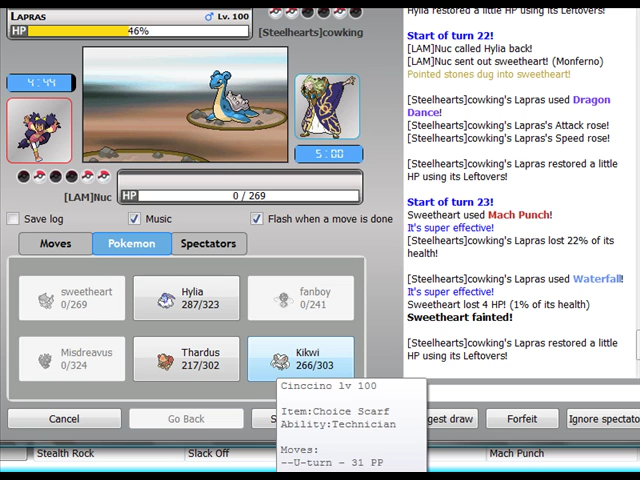 Lapras
Lv. 100
HP
46%
[Steelhearts]cowking
4:44
5:00
[LAM]Nuc
HP
0 / 269
Save log
Music
Flash when a move is done
Moves
Pokemon
Spectators
sweetheart
0/269
Hylia
287/323
fanboy
0/241
Misdreavus
0/324
Thardus
217/302
Kikwi
266/303
Cinccino lv 100
Item:Choice Scarf
Ability:Technician
Moves:
--U-turn - 31 PP
Cancel
Go Back
S
gest draw
Forfeit
Ignore spectato
Stealth Rock
Slack Off
Mach Punch
Hylia restored a little HP using its Leftovers!
Start of turn 22!
[LAM]Nuc called Hylia back!
[LAM]Nuc sent out sweetheart! (Monferno)
Pointed stones dug into sweetheart!
[Steelhearts]cowking's Lapras used Dragon
Dance!
[Steelhearts]cowking's Lapras's Attack rose!
[Steelhearts]cowking's Lapras's Speed rose!
[Steelhearts]cowking's Lapras restored a little
HP using its Leftovers!
Start of turn 23!
Sweetheart used Mach Punch!
It's super effective!
[Steelhearts]cowking's Lapras lost 22% of its
health!
[Steelhearts]cowking's Lapras used Waterfall!
It's super effective!
Sweetheart lost 4 HP! (1% of its health)
Sweetheart fainted!
[Steelhearts]cowking's Lapras restored a little
HP using its Leftovers!